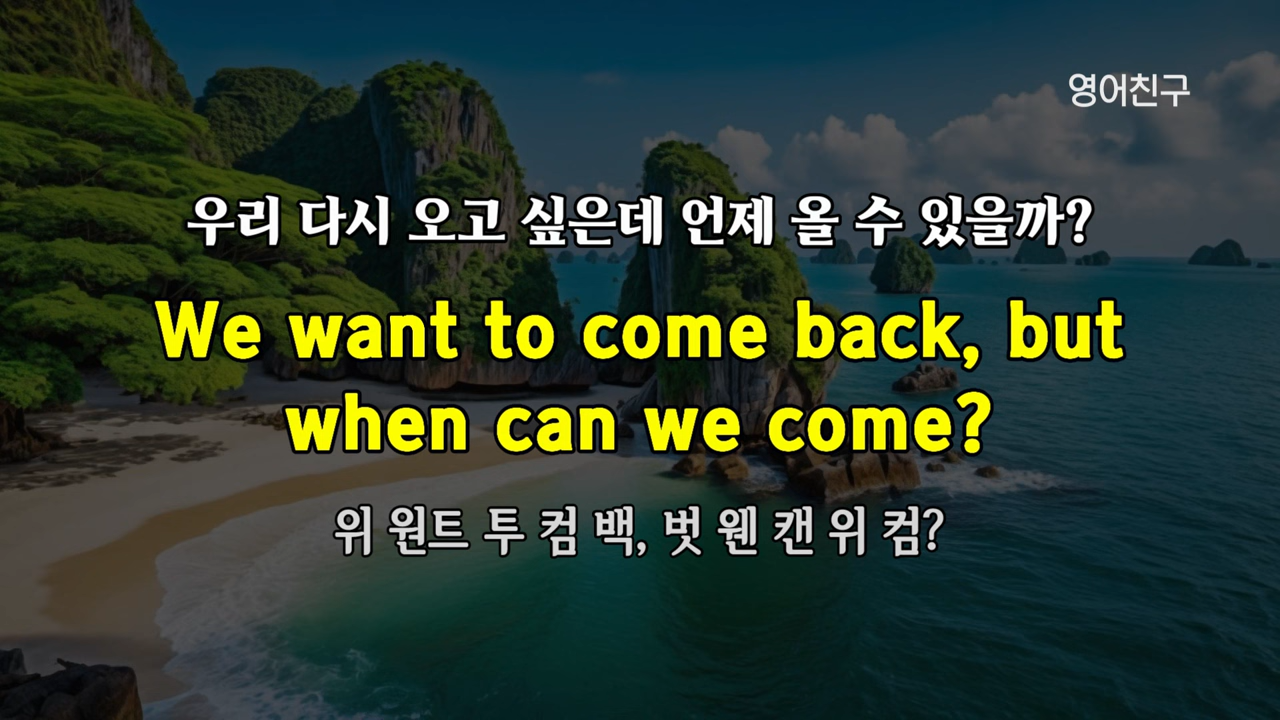 영어친구
우리 다시 오고 싶은데 언제 올 수 있을까?
We want to come back, but
when can we come?
위 원트 투 컴 백, 벗 웬 캔 위 컴?